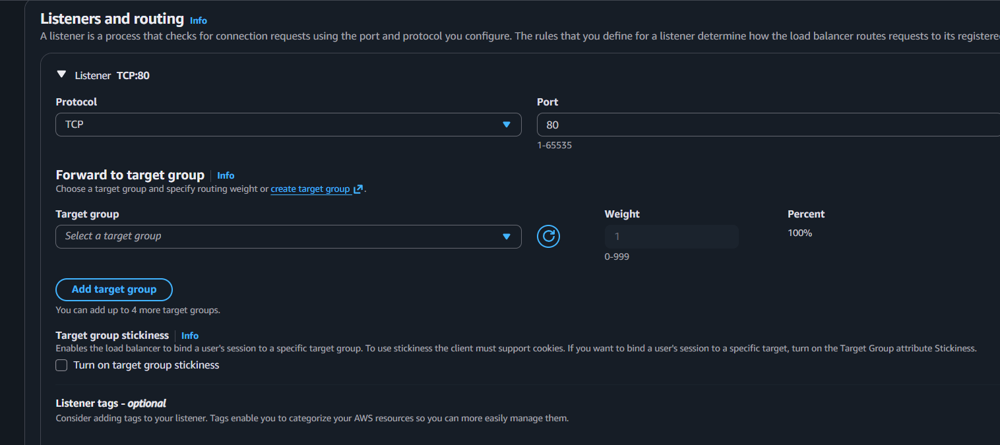 Listeners and routing Info
A listener is a process that checks for connection requests using the port and protocol you configure. The rules that you define for a listener determine how the load balancer routes requests to its registere
Listener TCP:80
Protocol
Port
TCP
80
1-65535
Forward to target group Info
Choose a target group and specify routing weight or create target group .
Target group
Weight
Percent
Select a target group
1
100%
0-999
Add target group
You can add up to 4 more target groups.
Target group stickiness Info
Enables the load balancer to bind a user's session to a specific target group. To use stickiness the client must support cookies. If you want to bind a user's session to a specific target, turn on the Target Group attribute Stickiness.
Turn on target group stickiness
Listener tags - optional
Consider adding tags to your listener. Tags enable you to categorize your AWS resources so you can more easily manage them.